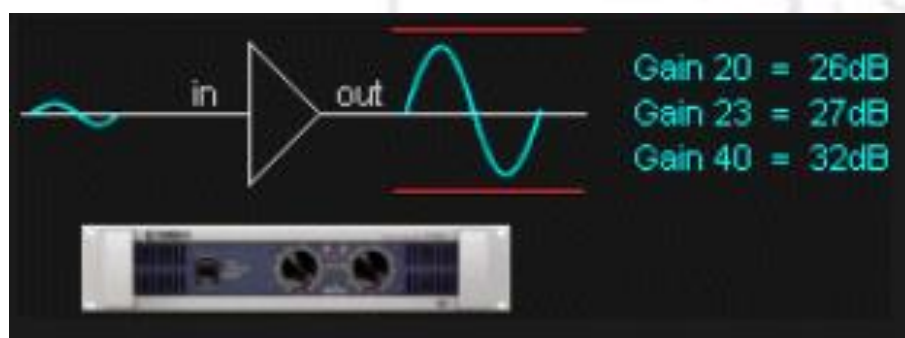 in
out
Gain 20 = 26dB
Gain 23 = 27dB
Gain 40 = 32dB